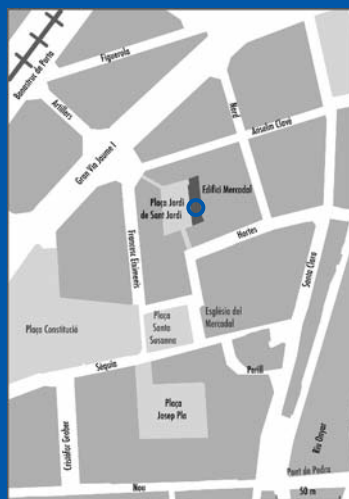 Figuerola
Bonastruc de Porta
Artillers
Nord
Anselm Clavé
Gran Via Jaume I
Edifici Mercadal
Plaça Jordi
de Sant Jordi
Francesc Eiximenis
Hortes
Santa Clara
Plaça
Santa
Susanna
Església del
Mercadal
Plaça Constitució
Sèquia
Perill
Plaça
Josep Pla
Cristòfor Grober
Riu Onyar
Pont de Pedra
Nou
50 m